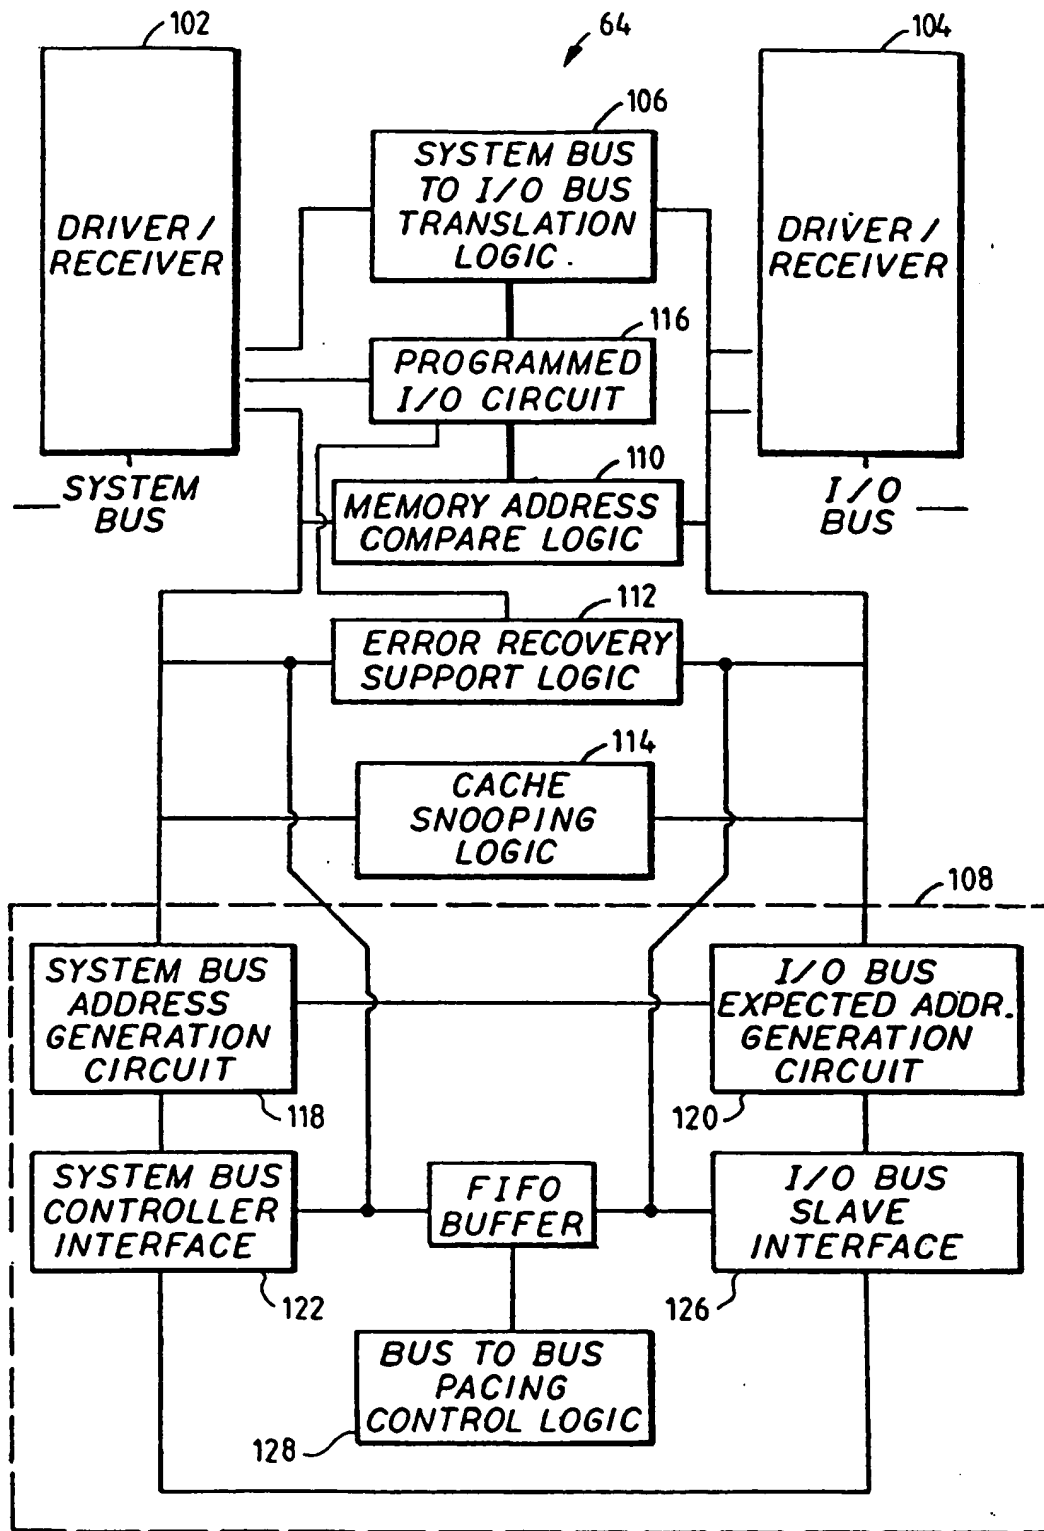 102
64
104
106
SYSTEM BUS
TO I/O BUS
TRANSLATION
LOGIC.
DRIVER/
RECEIVER
DRIVER/
RECEIVER
116
PROGRAMMED
I/O CIRCUIT
SYSTEM
BUS
110
MEMORY ADDRESS
COMPARE LOGIC
I/O
BUS
112
ERROR RECOVERY
SUPPORT LOGIC
114
CACHE
SNOOPING
LOGIC
108
SYSTEM BUS
ADDRESS
GENERATION
CIRCUIT
118
I/O BUS
EXPECTED ADDR.
GENERATION
CIRCUIT
120
SYSTEM BUS
CONTROLLER
INTERFACE
122
FIFO
BUFFER
I/O BUS
SLAVE
INTERFACE
126
BUS TO BUS
PACING
CONTROL LOGIC
128